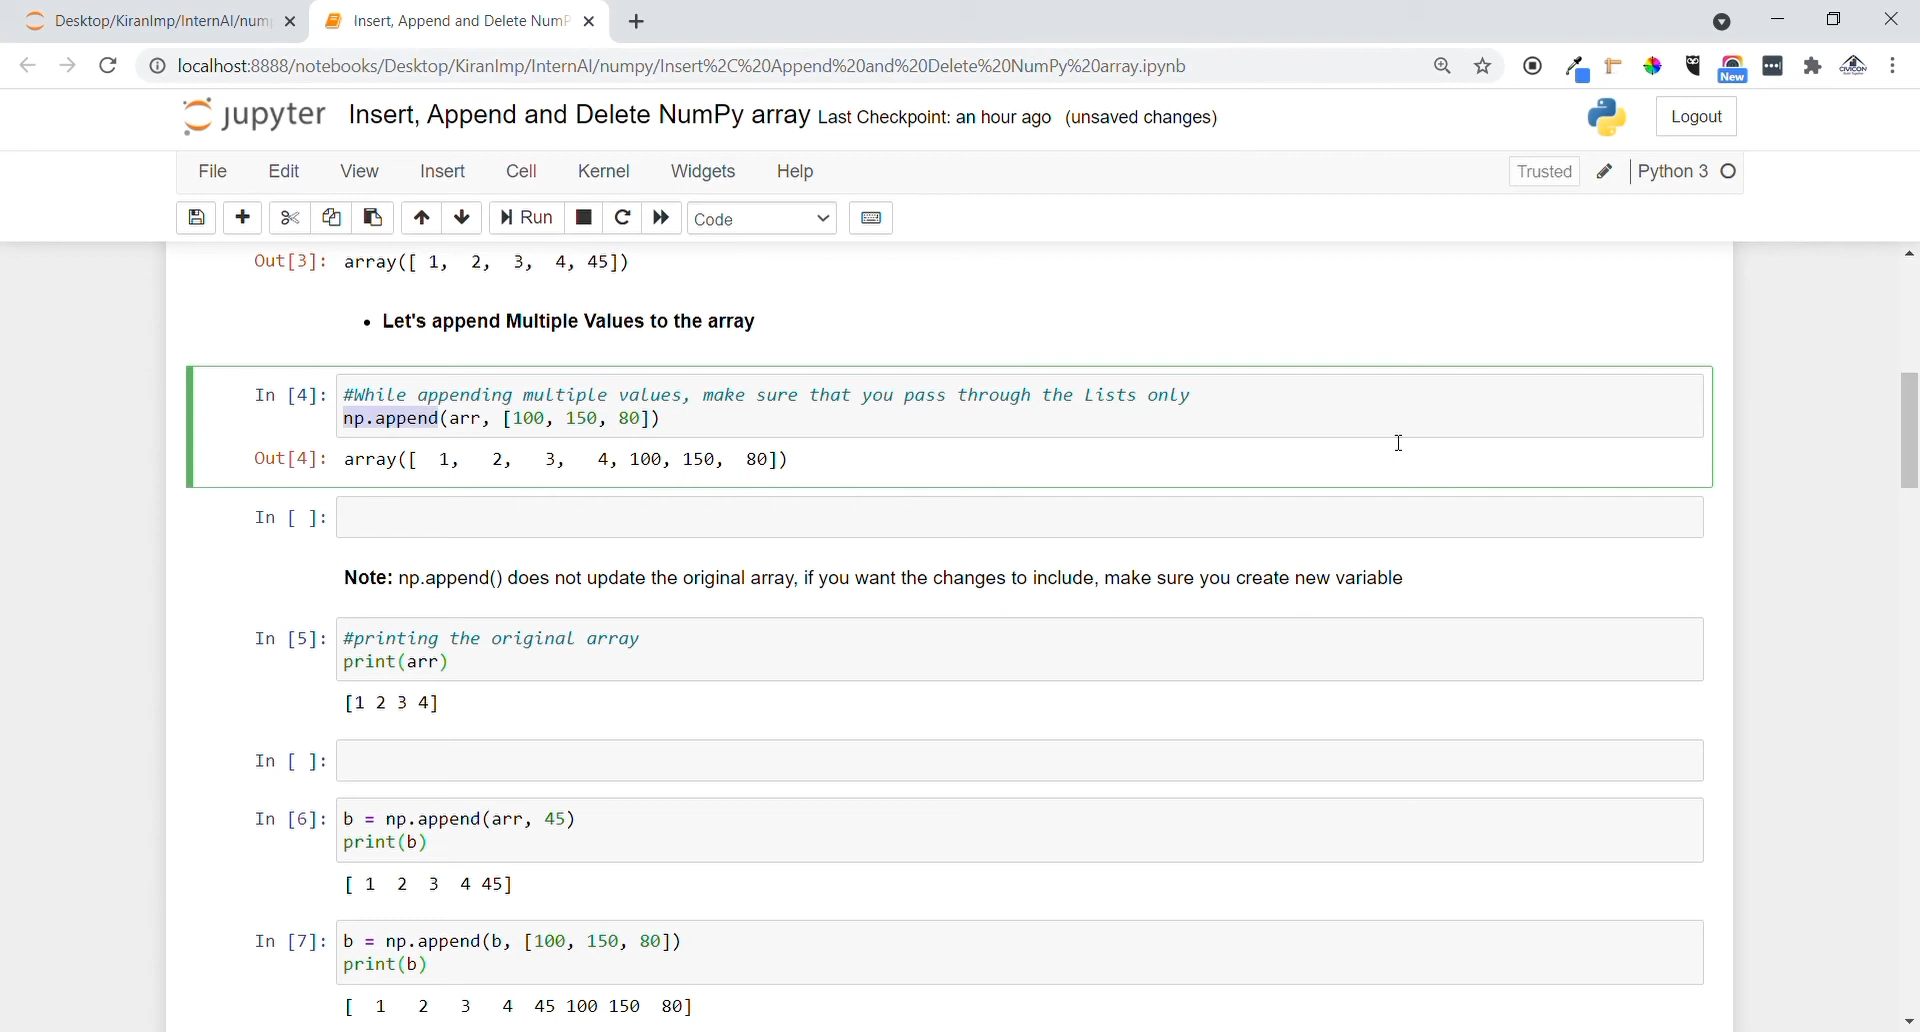 Desktop/KiranImp/InternAI/nump
Insert, Append and Delete NumP
localhost:8888/notebooks/Desktop/KiranImp/InternAI/numpy/Insert%2C%20Append%20and%20Delete%20NumPy%20array.ipynb
New
CIVICON
jupyter Insert, Append and Delete NumPy array Last Checkpoint: an hour ago (unsaved changes)
Logout
File Edit View Insert Cell Kernel Widgets Help
Trusted
Python 3
Run
Code
Out[3]: array([ 1, 2, 3, 4, 45])
• Let's append Multiple Values to the array
In [4]: #While appending multiple values, make sure that you pass through the Lists only
np.append(arr, [100, 150, 80])
Out[4]: array([ 1, 2, 3, 4, 100, 150, 80])
In [ ]:
Note: np.append() does not update the original array, if you want the changes to include, make sure you create new variable
In [5]: #printing the original array
print(arr)
[1 2 3 4]
In [ ]:
In [6]: b = np.append(arr, 45)
print(b)
[ 1 2 3 4 45]
In [7]: b = np.append(b, [100, 150, 80])
print(b)
[ 1 2 3 4 45 100 150 80]